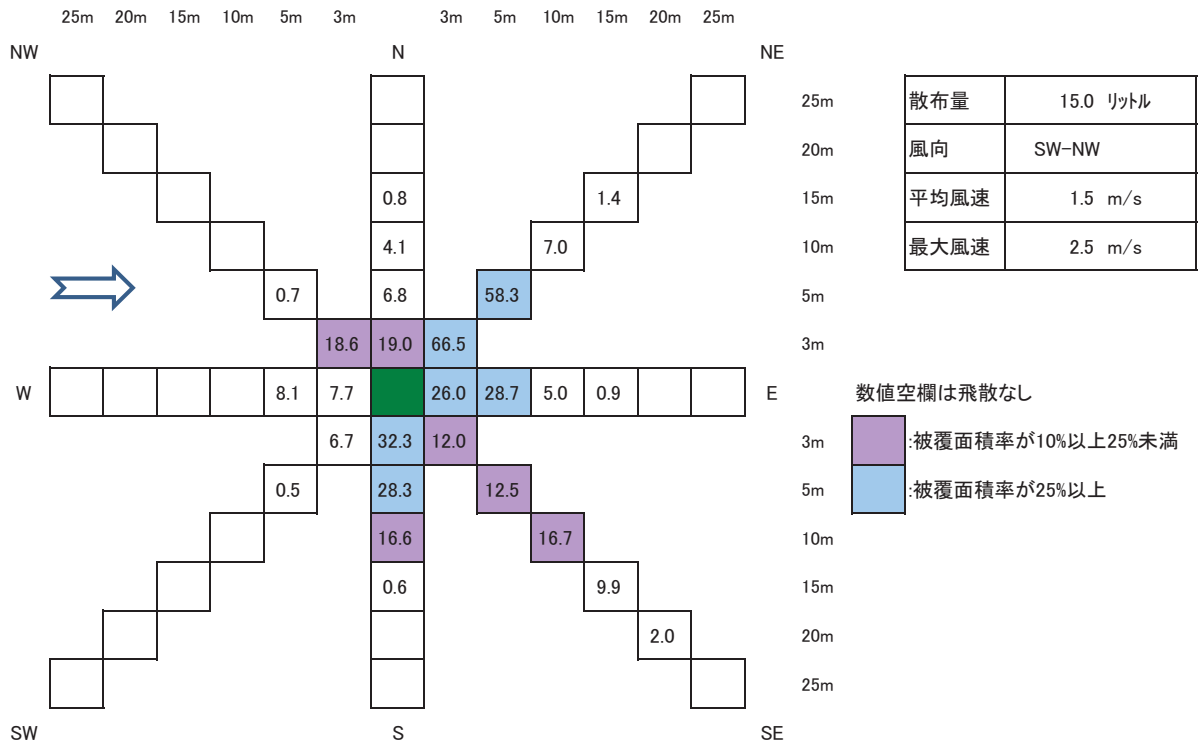 25m 20m 15m 10m 5m 3m 3m 5m 10m 15m 20m 25m
NW N NE
25m
散布量 15.0 リットル
20m
風向 SW-NW
0.8 1.4 15m
平均風速 1.5 m/s
4.1 7.0 10m
最大風速 2.5 m/s
0.7 6.8 58.3 5m
18.6 19.0 66.5 3m
W 8.1 7.7 26.0 28.7 5.0 0.9 E
数値空欄は飛散なし
6.7 32.3 12.0 3m
:被覆面積率が10%以上25%未満
0.5 28.3 12.5 5m
:被覆面積率が25%以上
16.6 16.7 10m
0.6 9.9 15m
2.0 20m
25m
SW S SE